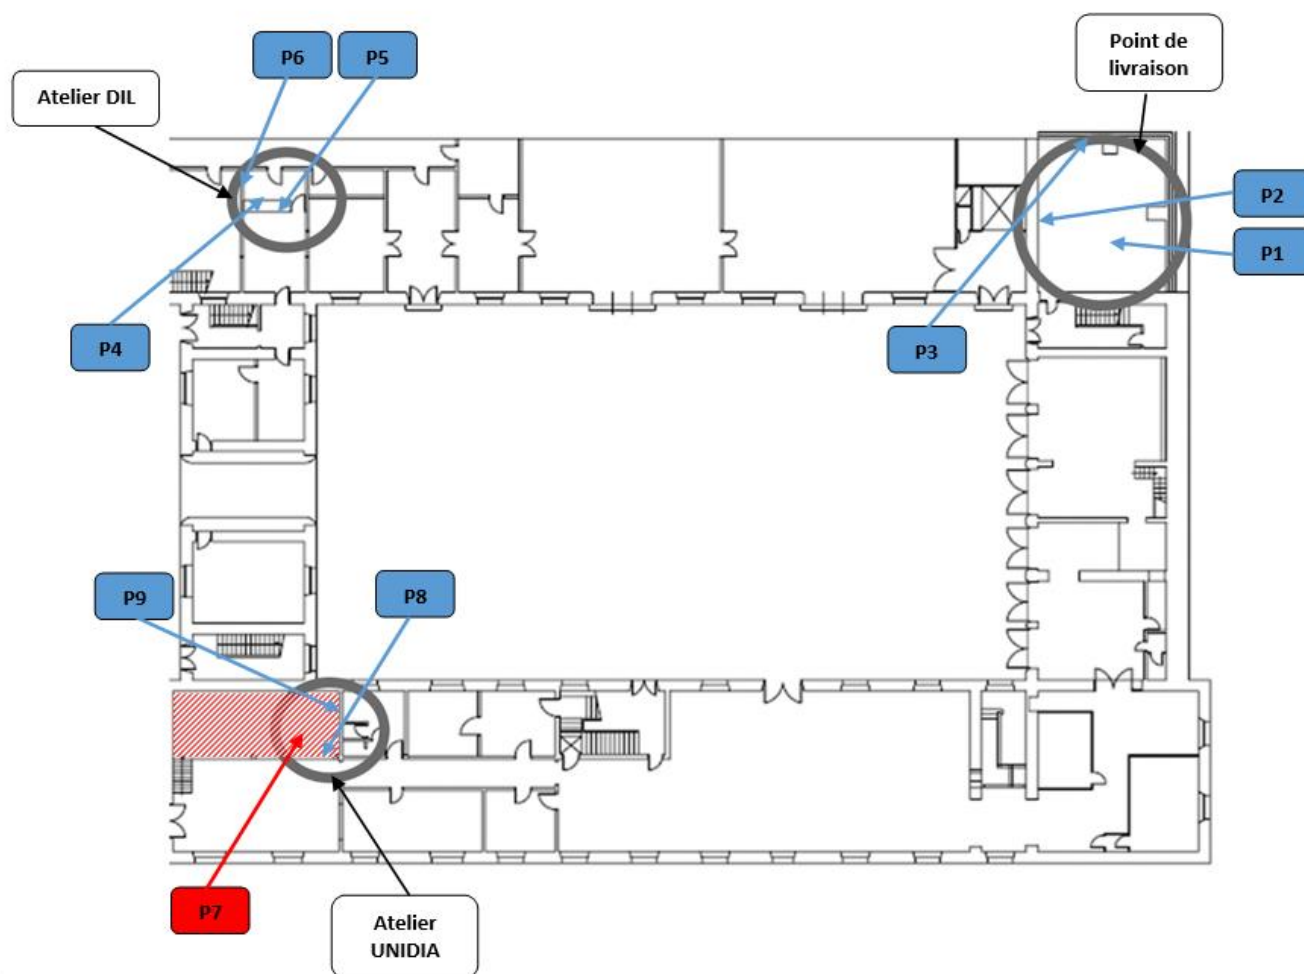 P6
P5
Point de
livraison
Atelier DIL
P2
P1
P4
P3
P9
P8
P7
Atelier
UNIDIA